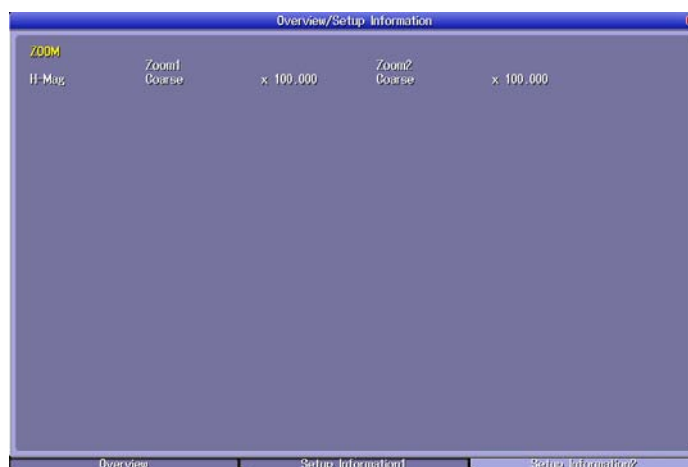 Overview/Setup Information
ZOOM
Zoom1 Zoom2
H-Mag Coarse x 100.000 Coarse x 100.000
Overview Setup Information1 Setup Information2